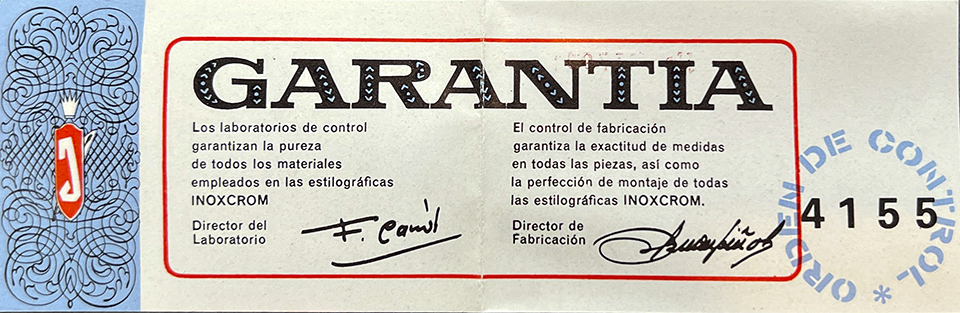 GARANTIA
Los laboratorios de control
garantizan la pureza
de todos los materiales
empleados en las estilográficas
INOXCROM
Director del
Laboratorio
El control de fabricación
garantiza la exactitud de medidas
en todas las piezas, así como
la perfección de montaje de todas
las estilográficas INOXCROM.
Director de
Fabricación
ORDEN DE CONTROL *
4155